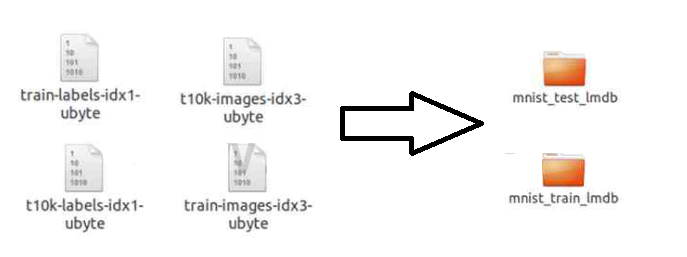 1
10
101
1010
train-labels-idx1-
ubyte
1
10
101
1010
t10k-images-idx3-
ubyte
1
10
101
1010
t10k-labels-idx1-
ubyte
1
10
101
1010
train-images-idx3-
ubyte
mnist_test_lmdb
mnist_train_lmdb